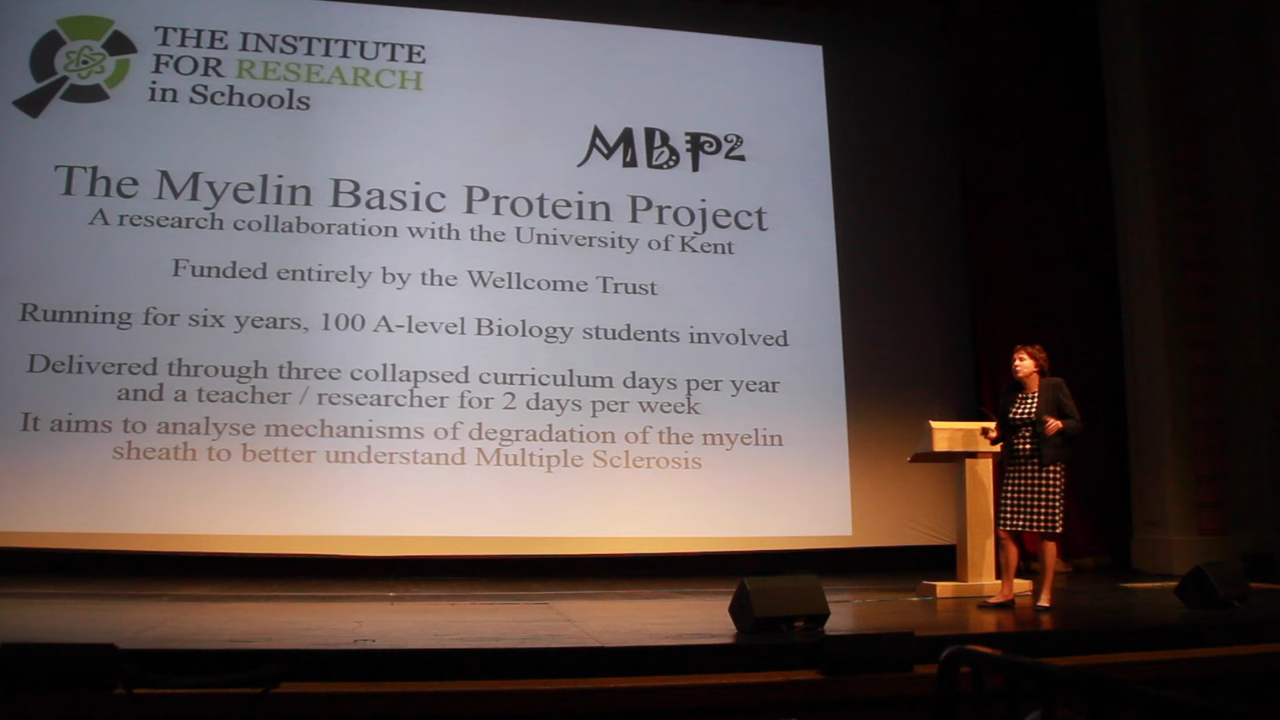 THE INSTITUTE
FOR RESEARCH
in Schools
MBP²
The Myelin Basic Protein Project
A research collaboration with the University of Kent
Funded entirely by the Wellcome Trust
Running for six years, 100 A-level Biology students involved
Delivered through three collapsed curriculum days per year
and a teacher / researcher for 2 days per week
It aims to analyse mechanisms of degradation of the myelin
sheath to better understand Multiple Sclerosis